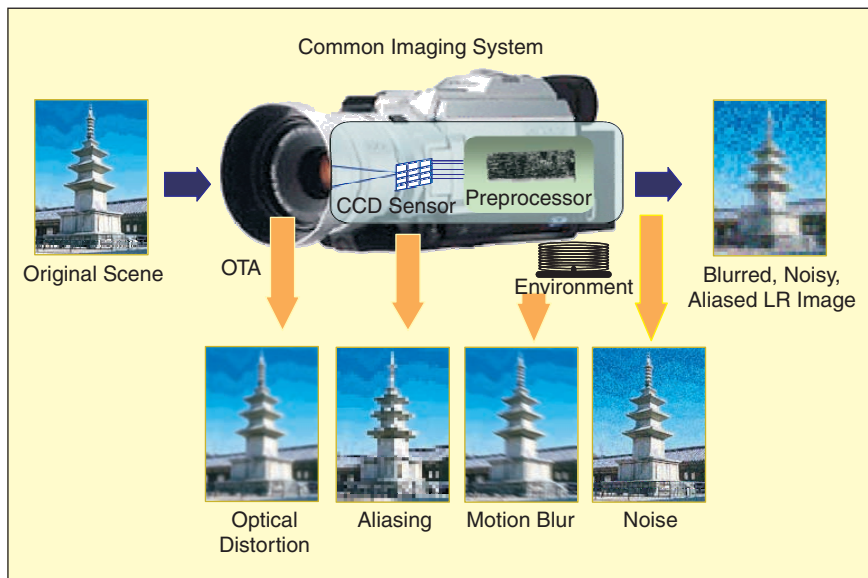 Common Imaging System
CCD Sensor
Preprocessor
Original Scene
OTA
Environment
Blurred, Noisy,
Aliased LR Image
Optical
Distortion
Aliasing
Motion Blur
Noise